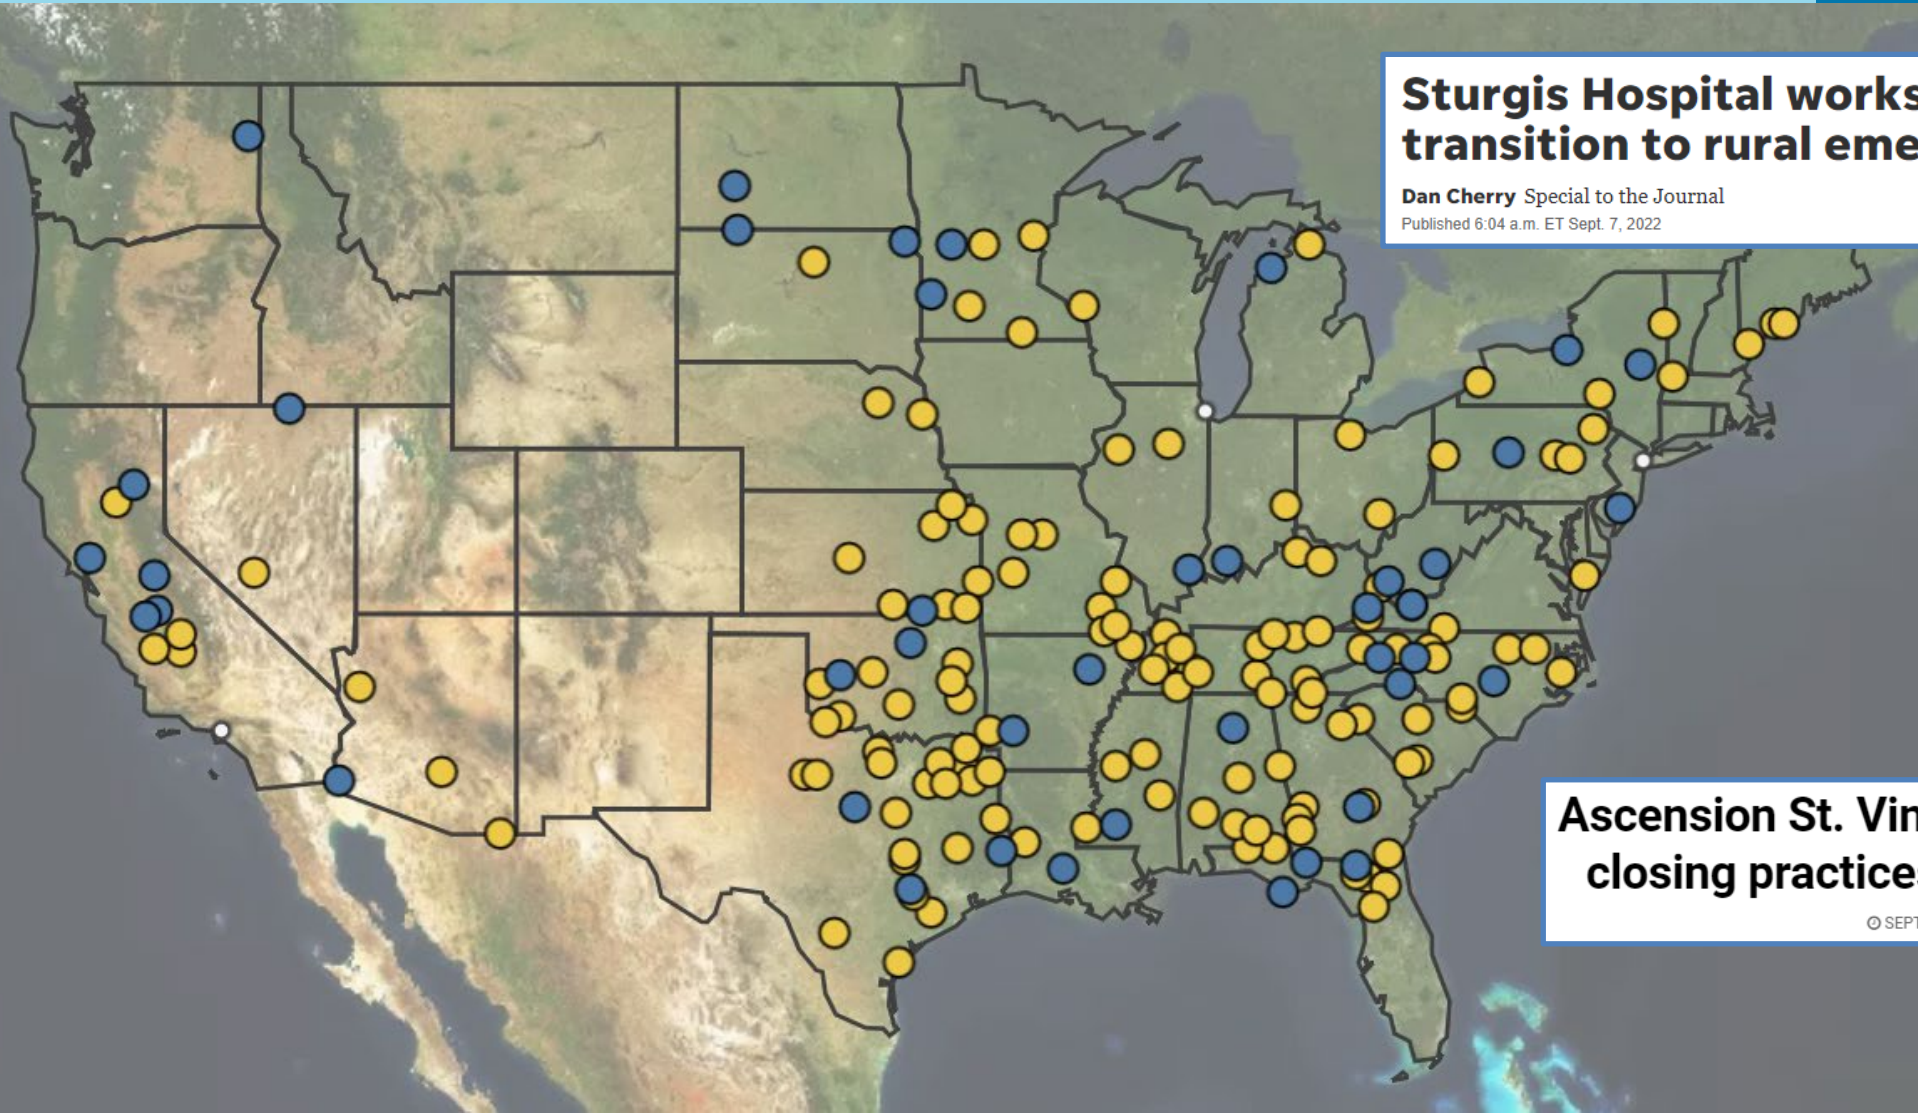 Sturgis Hospital works
transition to rural eme
Dan Cherry Special to the Journal
Published 6:04 a.m. ET Sept. 7, 2022
Ascension St. Vin
closing practice
SEPT